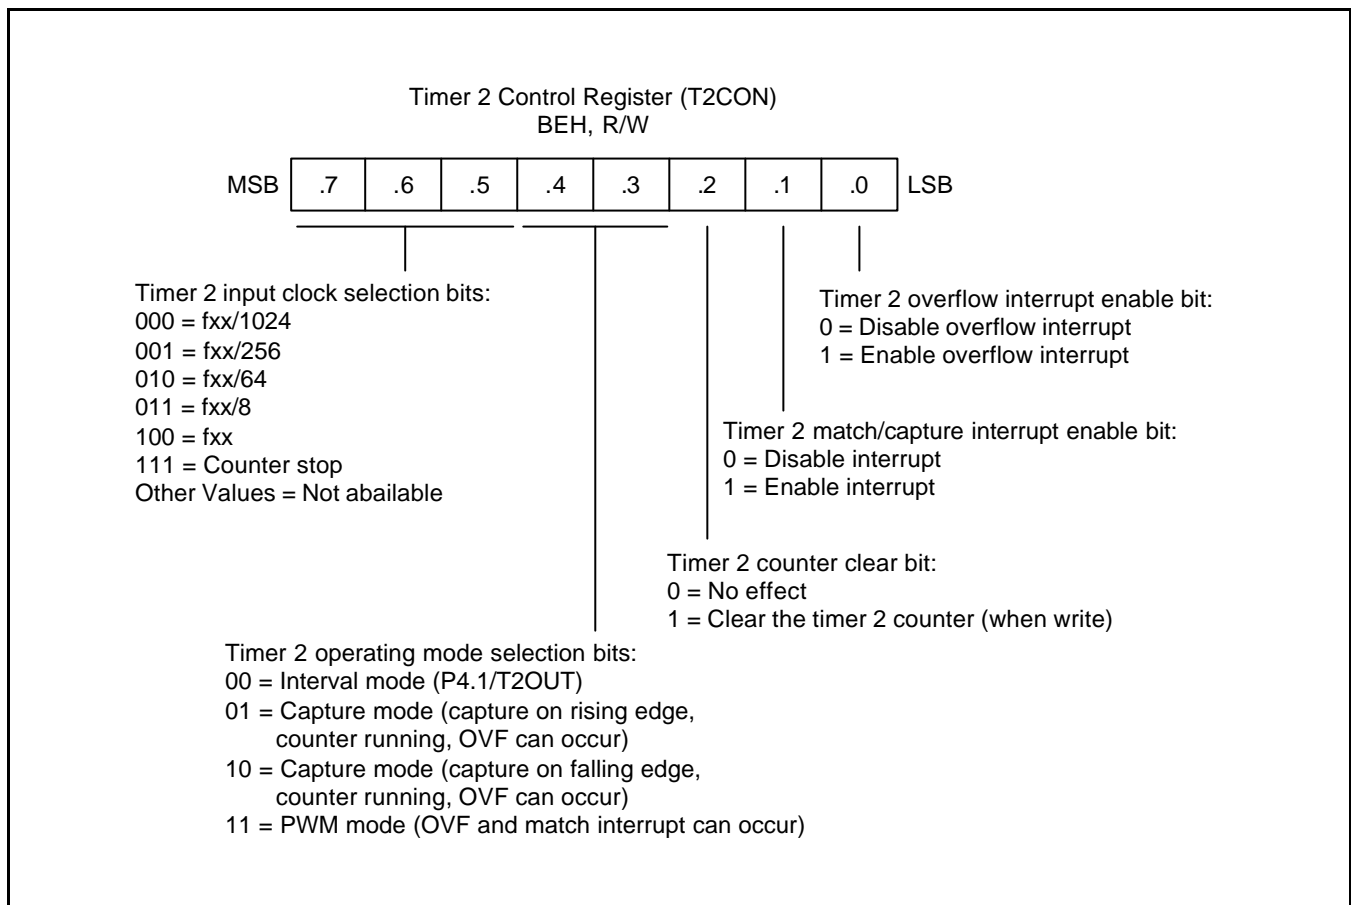 Timer 2 Control Register (T2CON)
BEH, R/W
MSB .7 .6 .5 .4 .3 .2 .1 .0 LSB
Timer 2 input clock selection bits:
000 = fxx/1024
001 = fxx/256
010 = fxx/64
011 = fxx/8
100 = fxx
111 = Counter stop
Other Values = Not abailable
Timer 2 overflow interrupt enable bit:
0 = Disable overflow interrupt
1 = Enable overflow interrupt
Timer 2 match/capture interrupt enable bit:
0 = Disable interrupt
1 = Enable interrupt
Timer 2 counter clear bit:
0 = No effect
1 = Clear the timer 2 counter (when write)
Timer 2 operating mode selection bits:
00 = Interval mode (P4.1/T2OUT)
01 = Capture mode (capture on rising edge,
counter running, OVF can occur)
10 = Capture mode (capture on falling edge,
counter running, OVF can occur)
11 = PWM mode (OVF and match interrupt can occur)